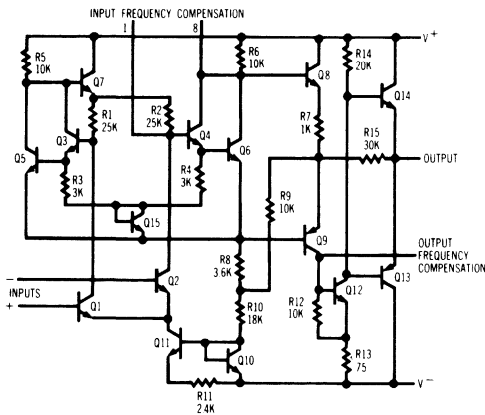 INPUT FREQUENCY COMPENSATION
1 8
V+
R5
10K
Q7
R6
10K
Q8
R14
20K
Q14
R1
25K
R2
25K
Q3
Q4
Q5
Q6
R7
1K
R15
30K
OUTPUT
R3
3K
R4
3K
R9
10K
Q15
Q9
OUTPUT
FREQUENCY
COMPENSATION
R8
3.6K
−
INPUTS
+
Q2
Q1
R12
10K
Q12
Q13
R10
18K
Q11
Q10
R13
75
R11
2.4K
V−